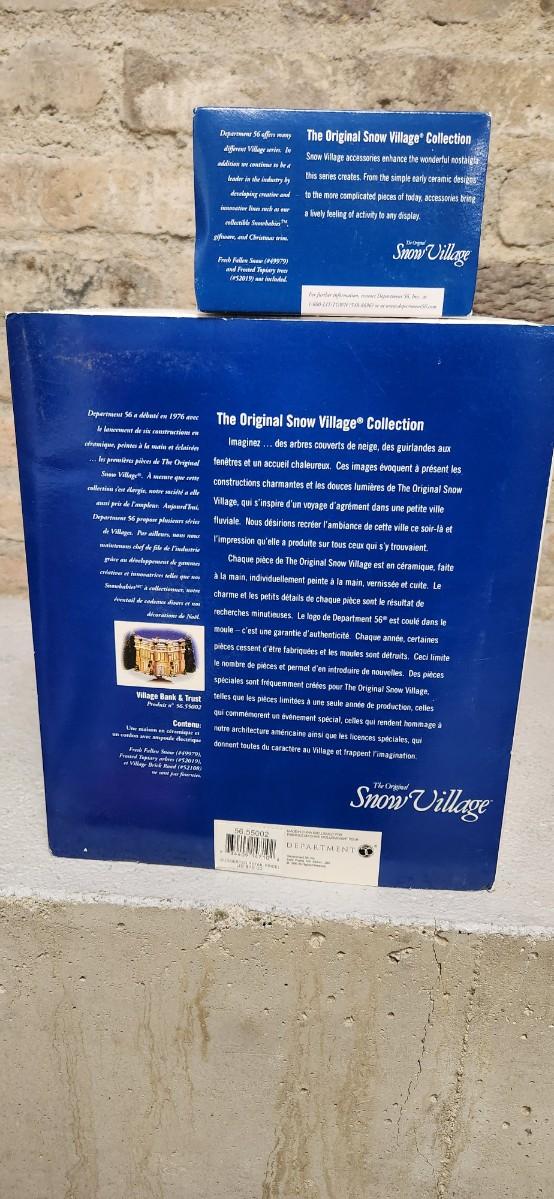 Department 56 offers many
different Village series. In
addition we continue to be a
leader in the industry by
developing creative and
innovative lines such as our
collectible Snowbabies™,
giftware, and Christmas trim.
Fresh Fallen Snow (#49979)
and Frosted Topiary trees
(#52019) not included.
The Original Snow Village® Collection
Snow Village accessories enhance the wonderful nostalgia
this series creates. From the simple early ceramic designs
to the more complicated pieces of today, accessories bring
a lively feeling of activity to any display.
The Original
Snow Village
For further information, contact Department 56, Inc. at
Department 56 a débuté en 1976 avec
le lancement de six constructions en
céramique, peintes à la main et éclairées
... les premières pièces de The Original
Snow Village®. À mesure que cette
collection s'est élargie, notre société a elle
aussi pris de l'ampleur. Aujourd'hui,
Department 56 propose plusieurs séries
de Villages. Par ailleurs, nous nous
maintenons chef de file de l'industrie
grâce au développement de gammes
créatives et innovatrices telles que nos
Snowbabies™ à collectionner, notre
éventail de cadeaux divers et nos
décorations de Noël.
Village Bank & Trust
Produit n° 56.55002
Contenu:
Une maison en céramique et
un cordon avec ampoule électrique
Fresh Fallen Snow (#49979),
Frosted Topiary arbres (#52019),
et Village Brick Road (#52108)
ne sont pas fournies.
The Original Snow Village® Collection
Imaginez ... des arbres couverts de neige, des guirlandes aux
fenêtres et un accueil chaleureux. Ces images évoquent à présent les
constructions charmantes et les douces lumières de The Original Snow
Village, qui s'inspire d'un voyage d'agrément dans une petite ville
fluviale. Nous désirions recréer l'ambiance de cette ville ce soir-là et
l'impression qu'elle a produite sur tous ceux qui s'y trouvaient.
Chaque pièce de The Original Snow Village est en céramique, faite
à la main, individuellement peinte à la main, vernissée et cuite. Le
charme et les petits détails de chaque pièce sont le résultat de
recherches minutieuses. Le logo de Department 56® est coulé dans le
moule – c'est une garantie d'authenticité. Chaque année, certaines
pièces cessent d'être fabriquées et les moules sont détruits. Ceci limite
le nombre de pièces et permet d'en introduire de nouvelles. Des pièces
spéciales sont fréquemment créées pour The Original Snow Village,
telles que les pièces limitées à une seule année de production, celles
qui commémorent un événement spécial, celles qui rendent hommage à
notre architecture américaine ainsi que les licences spéciales, qui
donnent toutes du caractère au Village et frappent l'imagination.
The Original
Snow Village
56.55002
DEPARTMENT 56